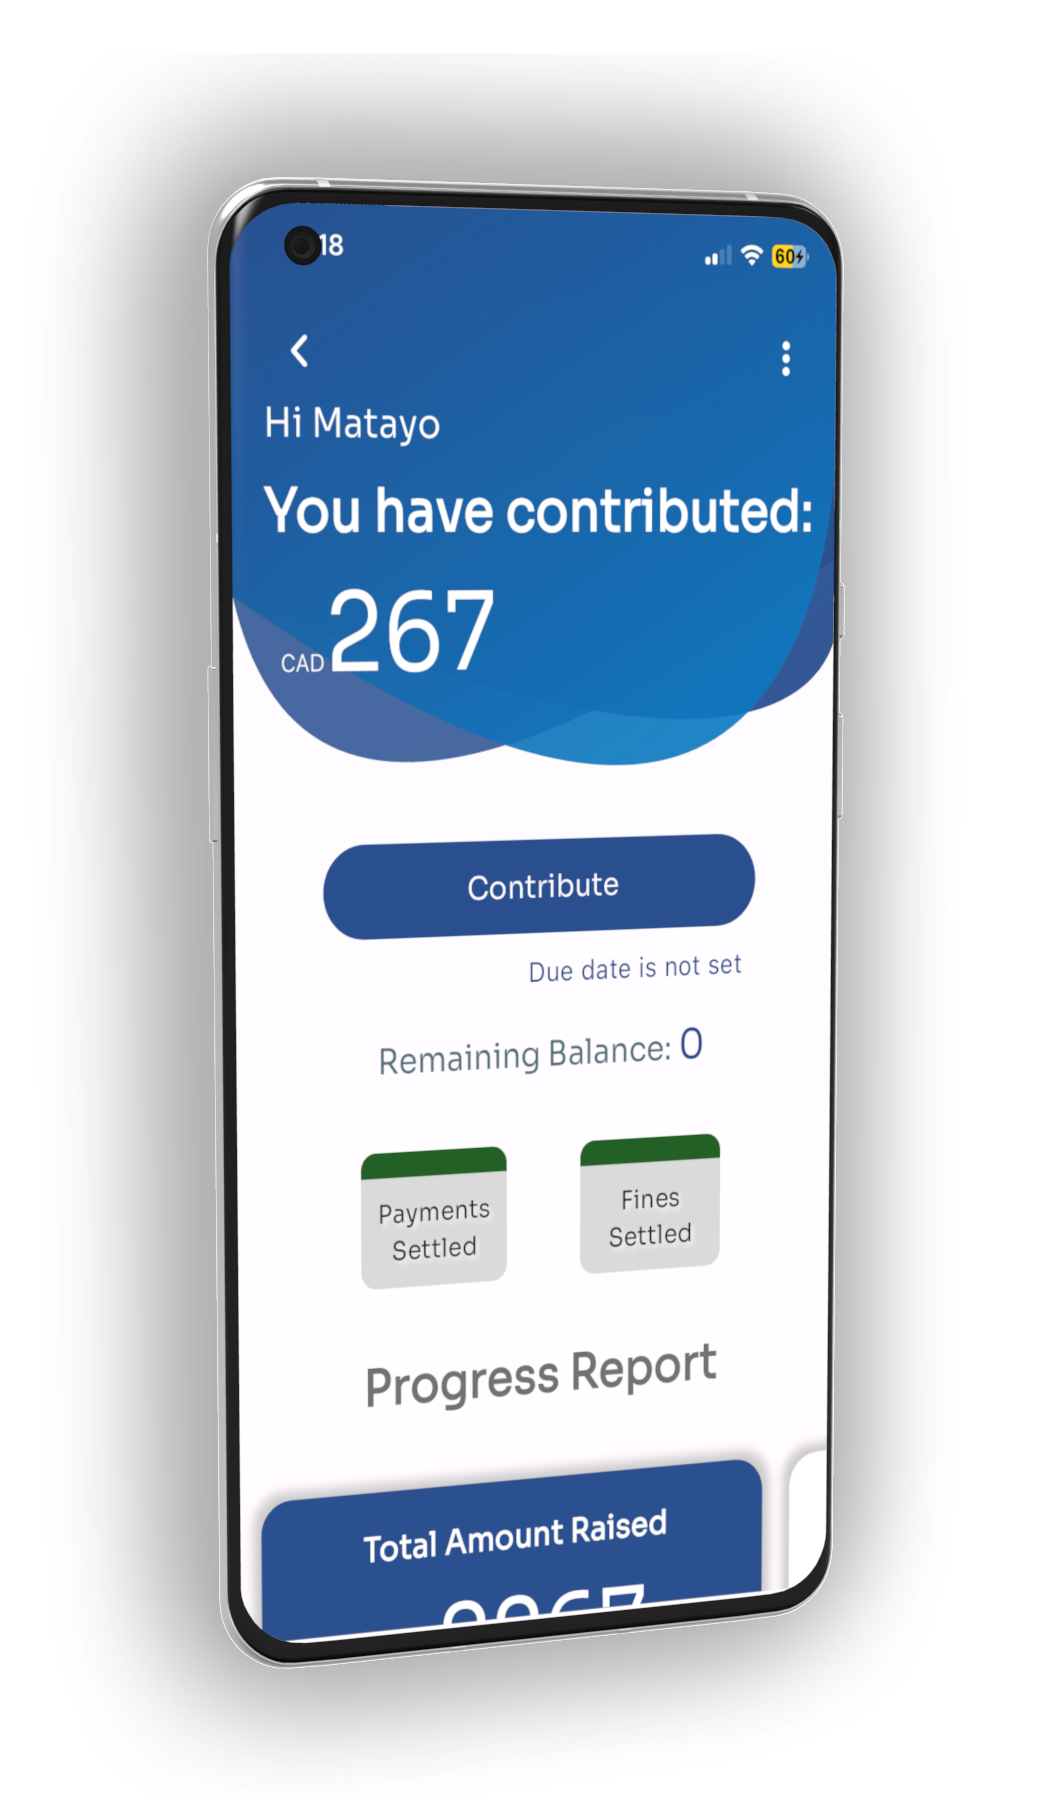 18
60
Hi Matayo
You have contributed:
CAD 267
Contribute
Due date is not set
Remaining Balance: 0
Payments
Settled
Fines
Settled
Progress Report
Total Amount Raised